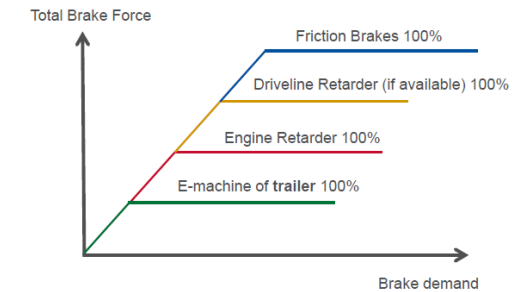 Total Brake Force
Friction Brakes 100%
Driveline Retarder (if available) 100%
Engine Retarder 100%
E-machine of trailer 100%
Brake demand